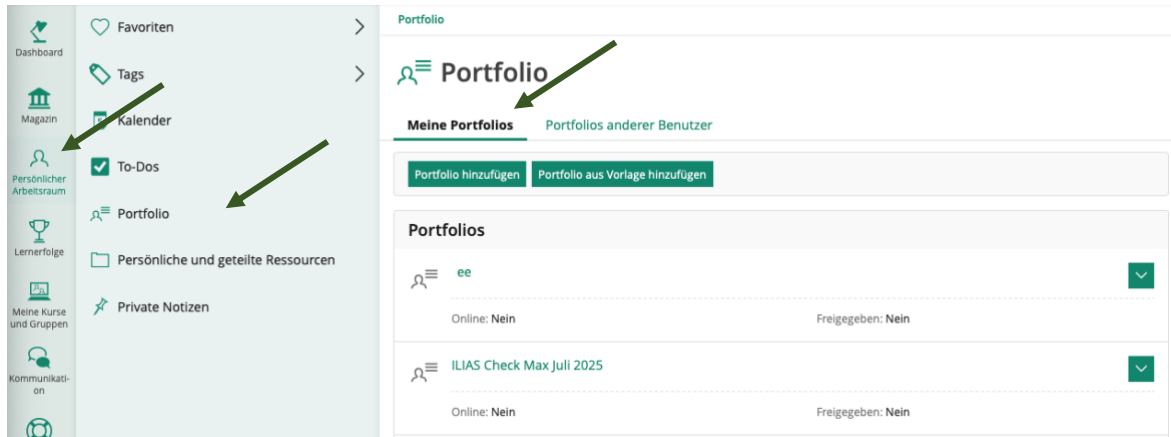 Dashboard
Magazin
Persönlicher
Arbeitsraum
Lernerfolge
Meine Kurse
und Gruppen
Kommunikati-
on
Favoriten
Tags
Kalender
To-Dos
Portfolio
Persönliche und geteilte Ressourcen
Private Notizen
Portfolio
Portfolio
Meine Portfolios Portfolios anderer Benutzer
Portfolio hinzufügen Portfolio aus Vorlage hinzufügen
Portfolios
ee
Online: Nein Freigegeben: Nein
ILIAS Check Max Juli 2025
Online: Nein Freigegeben: Nein